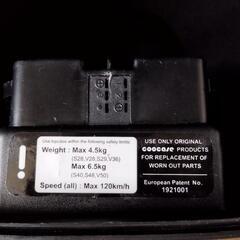 Use topcase within the following safety limits:
Weight : Max 4.5kg
(S28,V28,S29,V36)
Max 6.5kg
(S40,S48,V50)
Speed (all) : Max 120km/h
USE ONLY ORIGINAL
COOCASE PRODUCTS
FOR REPLACEMENT OF
WORN OUT PARTS
European Patent No.
1921001